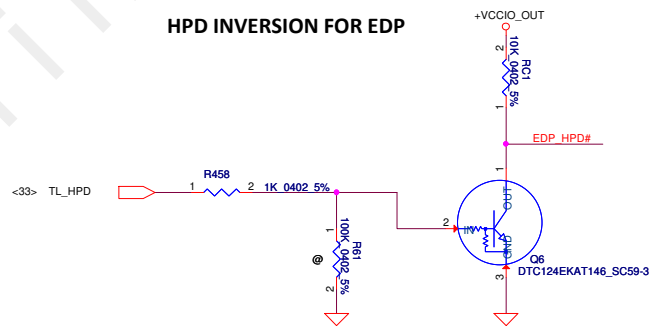 HPD INVERSION FOR EDP
+VCCIO_OUT
2
10K_0402_5%
RC1
1
EDP_HPD#
<33> TL_HPD
1
R458
2
1K_0402_5%
1
100K_0402_5%
R61
@
2
1
OUT
2
IN
GND
3
Q6
DTC124EKAT146_SC59-3